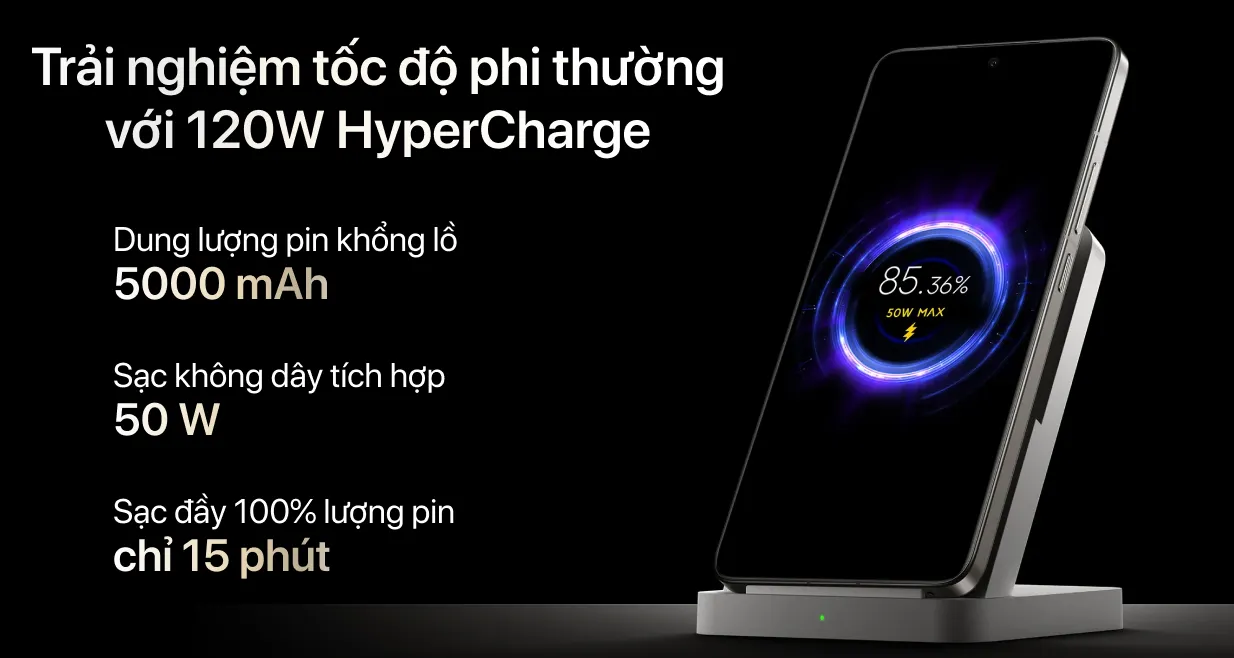 Trải nghiệm tốc độ phi thường
với 120W HyperCharge
Dung lượng pin khổng lồ
5000 mAh
Sạc không dây tích hợp
50 W
Sạc đầy 100% lượng pin
chỉ 15 phút
85.36%
50W MAX